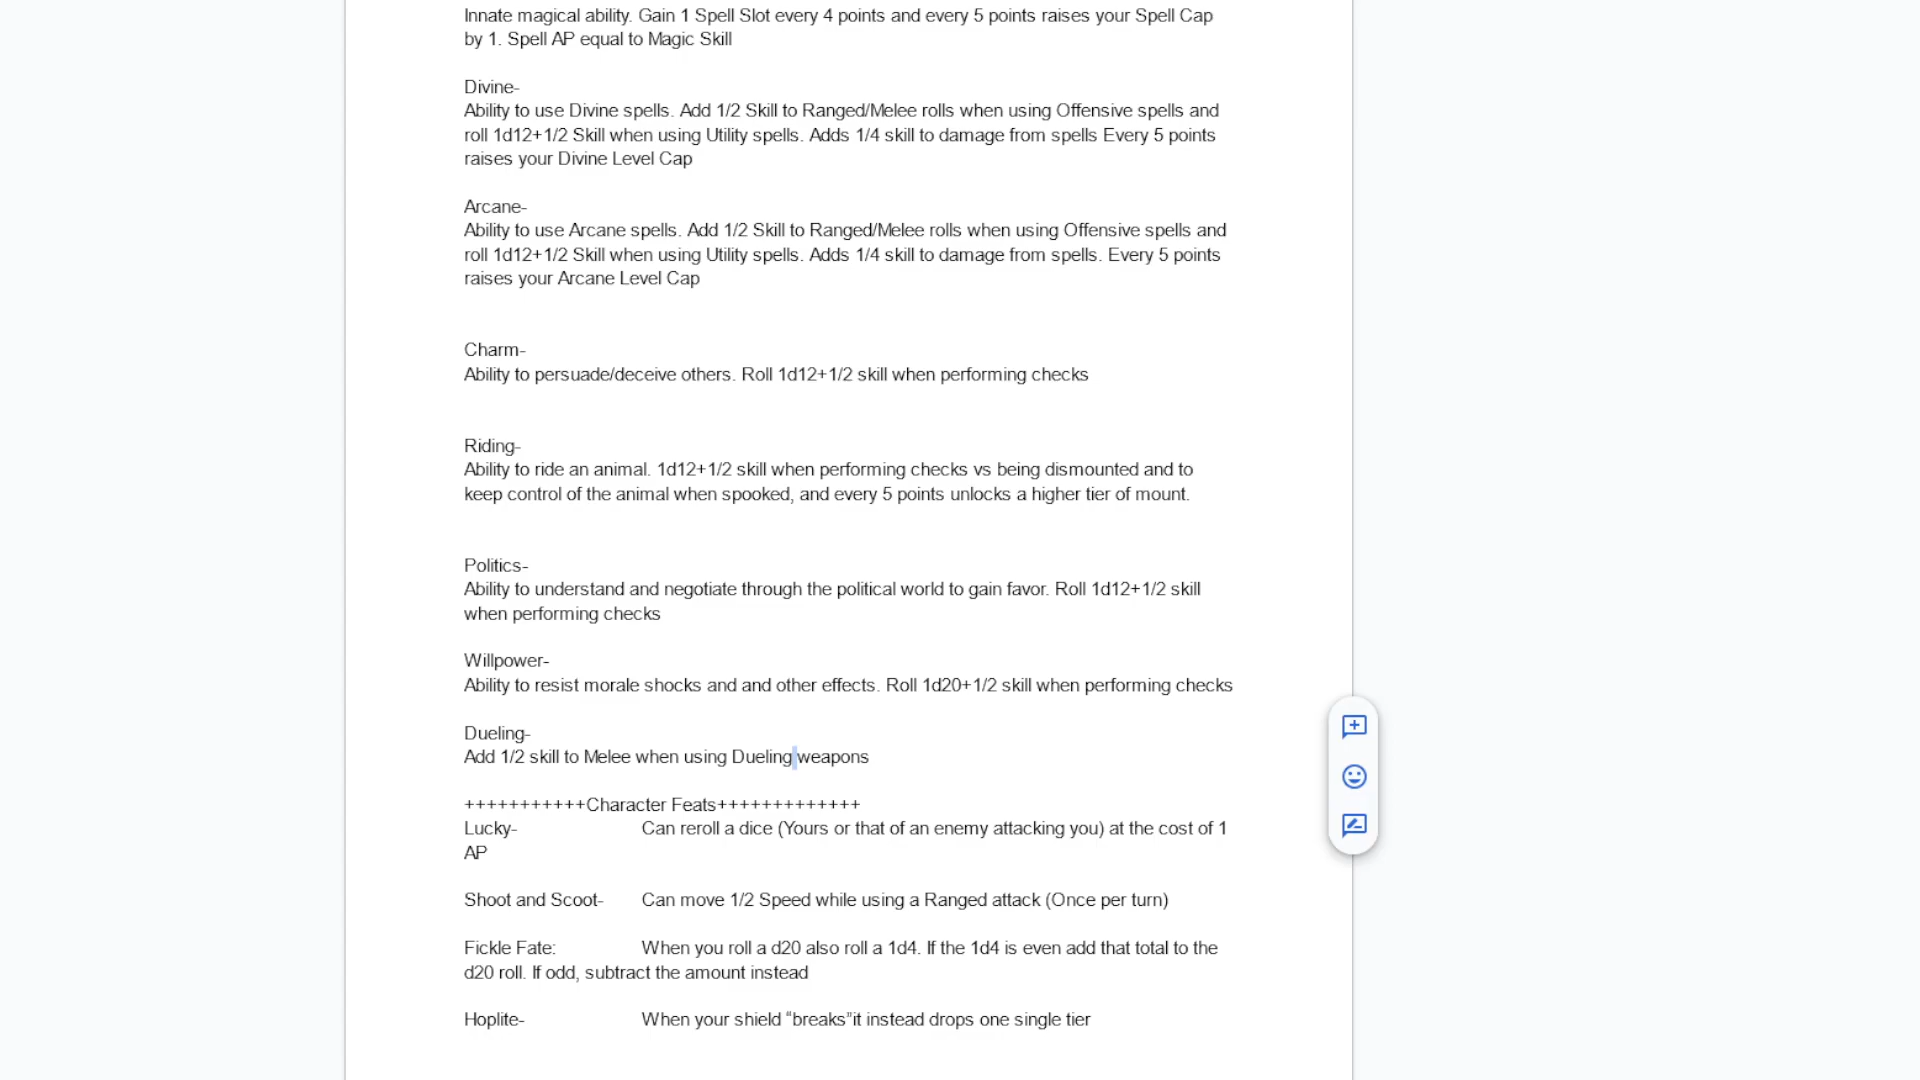 Innate magical ability. Gain 1 Spell Slot every 4 points and every 5 points raises your Spell Cap
by 1. Spell AP equal to Magic Skill
Divine-
Ability to use Divine spells. Add 1/2 Skill to Ranged/Melee rolls when using Offensive spells and
roll 1d12+1/2 Skill when using Utility spells. Adds 1/4 skill to damage from spells Every 5 points
raises your Divine Level Cap
Arcane-
Ability to use Arcane spells. Add 1/2 Skill to Ranged/Melee rolls when using Offensive spells and
roll 1d12+1/2 Skill when using Utility spells. Adds 1/4 skill to damage from spells. Every 5 points
raises your Arcane Level Cap
Charm-
Ability to persuade/deceive others. Roll 1d12+1/2 skill when performing checks
Riding-
Ability to ride an animal. 1d12+1/2 skill when performing checks vs being dismounted and to
keep control of the animal when spooked, and every 5 points unlocks a higher tier of mount.
Politics-
Ability to understand and negotiate through the political world to gain favor. Roll 1d12+1/2 skill
when performing checks
Willpower-
Ability to resist morale shocks and and other effects. Roll 1d20+1/2 skill when performing checks
Dueling-
Add 1/2 skill to Melee when using Dueling weapons
+++++++++++Character Feats+++++++++++++
Lucky- Can reroll a dice (Yours or that of an enemy attacking you) at the cost of 1
AP
Shoot and Scoot- Can move 1/2 Speed while using a Ranged attack (Once per turn)
Fickle Fate: When you roll a d20 also roll a 1d4. If the 1d4 is even add that total to the
d20 roll. If odd, subtract the amount instead
Hoplite- When your shield “breaks”it instead drops one single tier